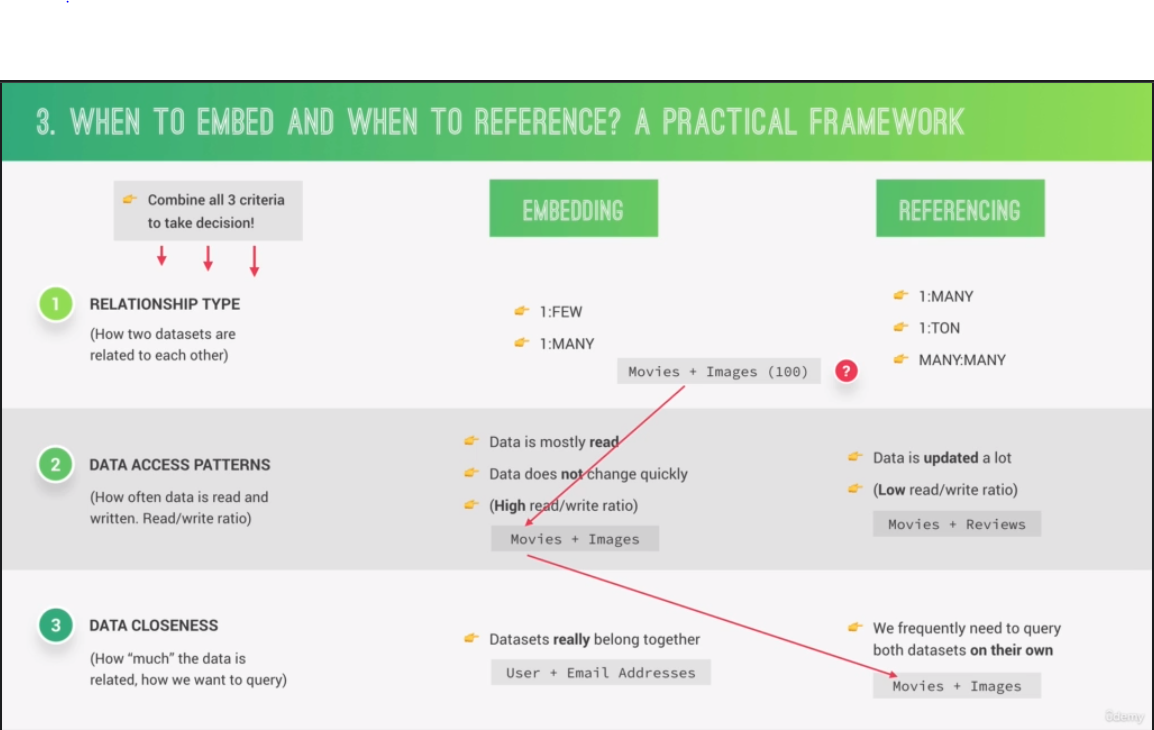 3. WHEN TO EMBED AND WHEN TO REFERENCE? A PRACTICAL FRAMEWORK
Combine all 3 criteria
to take decision!
EMBEDDING
REFERENCING
1
RELATIONSHIP TYPE
(How two datasets are
related to each other)
1:FEW
1:MANY
Movies + Images (100)
?
1:MANY
1:TON
MANY:MANY
2
DATA ACCESS PATTERNS
(How often data is read and
written. Read/write ratio)
Data is mostly read
Data does not change quickly
(High read/write ratio)
Movies + Images
Data is updated a lot
(Low read/write ratio)
Movies + Reviews
3
DATA CLOSENESS
(How “much” the data is
related, how we want to query)
Datasets really belong together
User + Email Addresses
We frequently need to query
both datasets on their own
Movies + Images
ûdemy